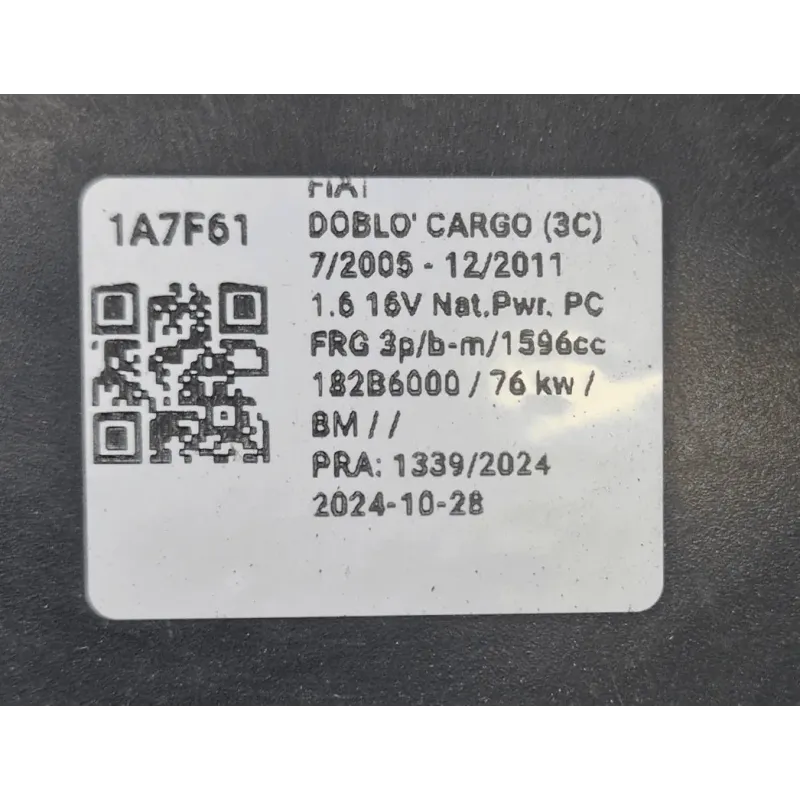 1A7F61
FIAT
DOBLO' CARGO (3C)
7/2005 - 12/2011
1.6 16V Nat.Pwr. PC
FRG 3p/b-m/1596cc
182B6000 / 76 kw /
BM / /
PRA: 1339/2024
2024-10-28